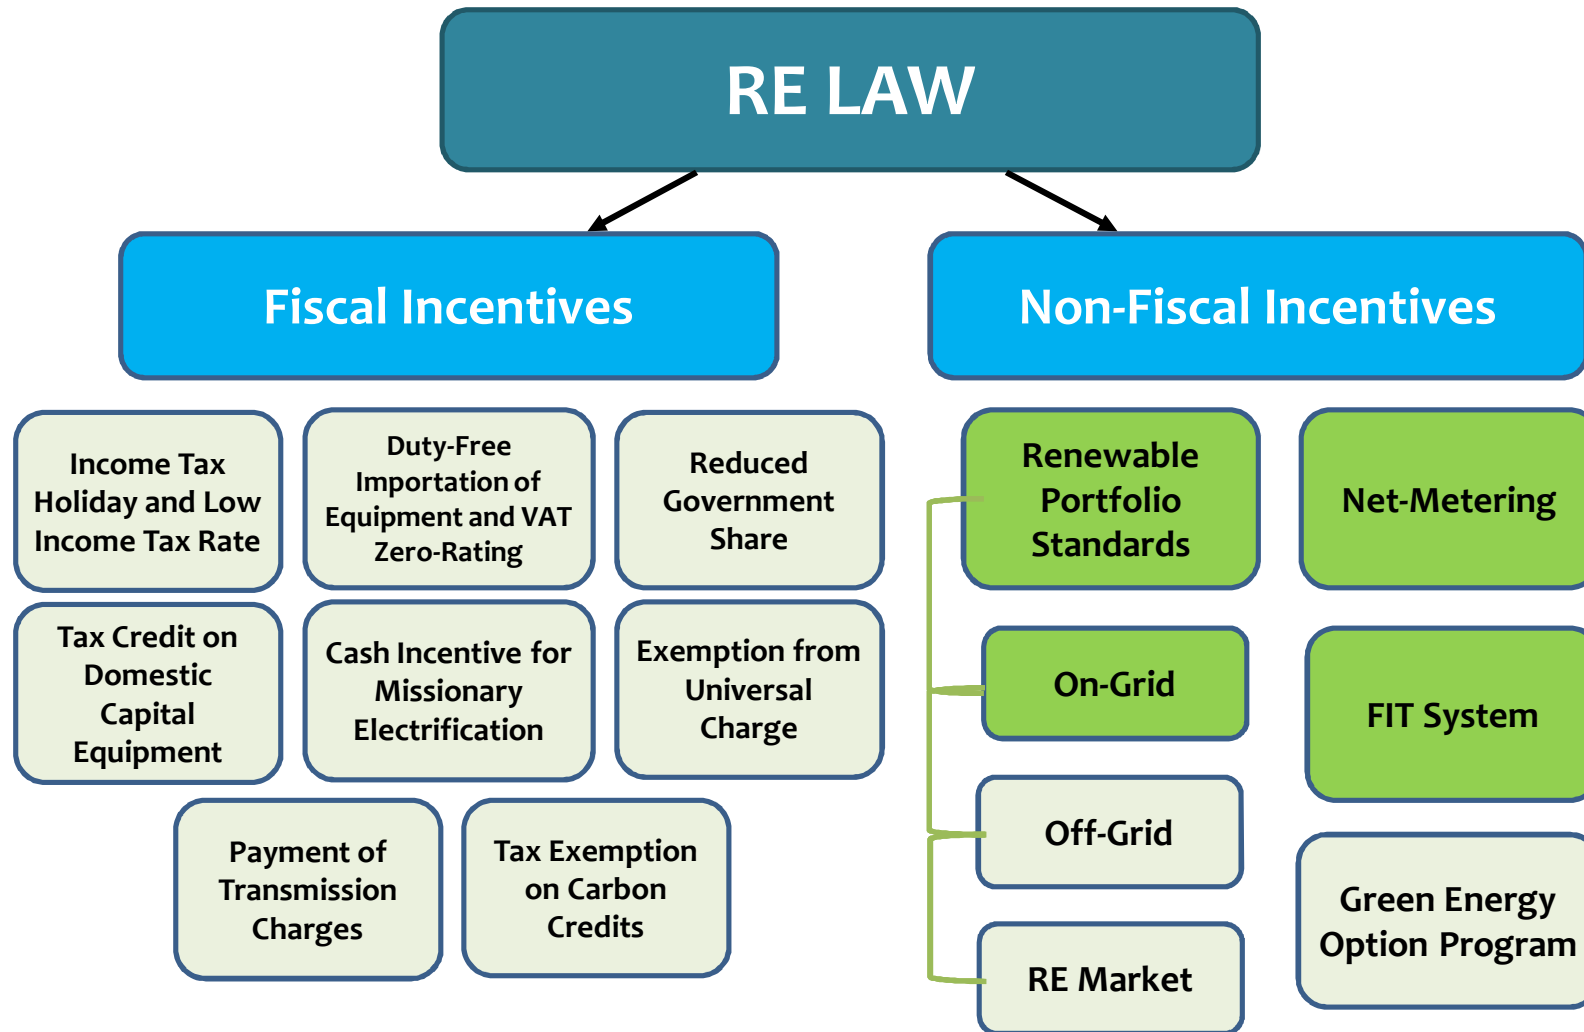 RE LAW
Fiscal Incentives
Non-Fiscal Incentives
Income Tax
Holiday and Low
Income Tax Rate
Duty-Free
Importation of
Equipment and VAT
Zero-Rating
Reduced
Government
Share
Tax Credit on
Domestic
Capital
Equipment
Cash Incentive for
Missionary
Electrification
Exemption from
Universal
Charge
Payment of
Transmission
Charges
Tax Exemption
on Carbon
Credits
Renewable
Portfolio
Standards
On-Grid
Off-Grid
RE Market
Net-Metering
FIT System
Green Energy
Option Program